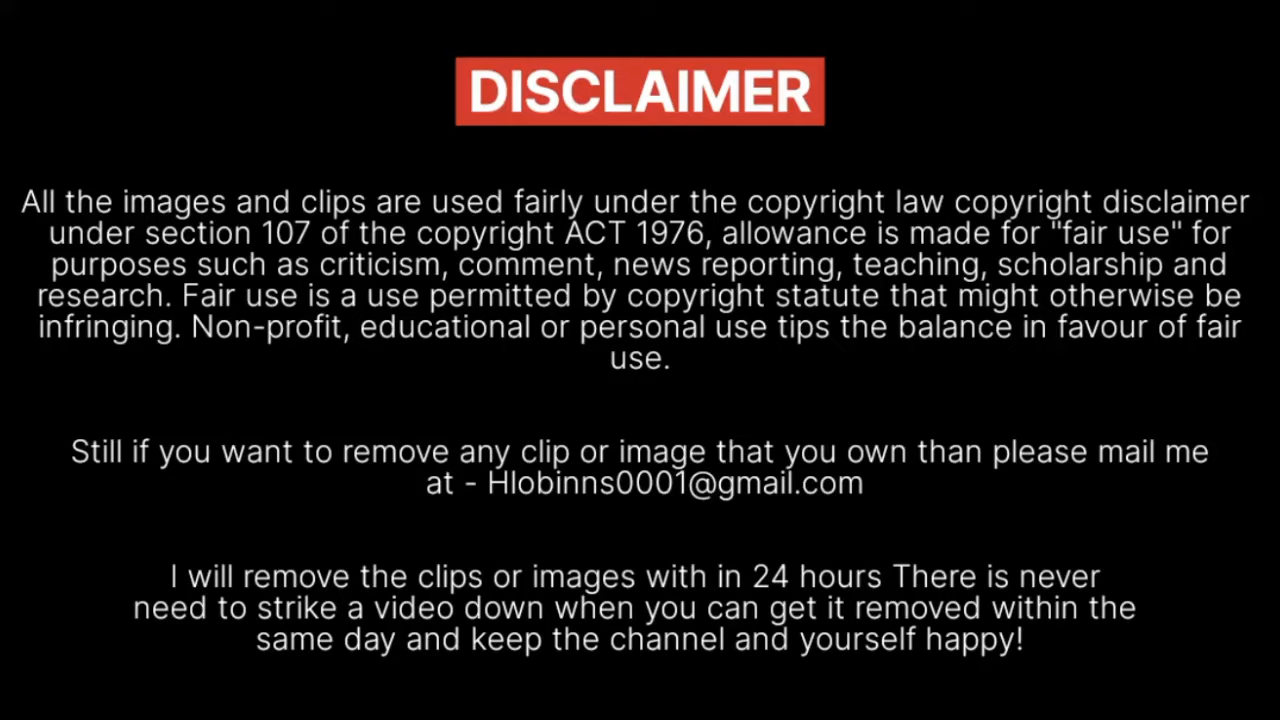 DISCLAIMER
All the images and clips are used fairly under the copyright law copyright disclaimer
under section 107 of the copyright ACT 1976, allowance is made for "fair use" for
purposes such as criticism, comment, news reporting, teaching, scholarship and
research. Fair use is a use permitted by copyright statute that might otherwise be
infringing. Non-profit, educational or personal use tips the balance in favour of fair
use.
Still if you want to remove any clip or image that you own than please mail me
at - Hlobinns0001@gmail.com
I will remove the clips or images with in 24 hours There is never
need to strike a video down when you can get it removed within the
same day and keep the channel and yourself happy!